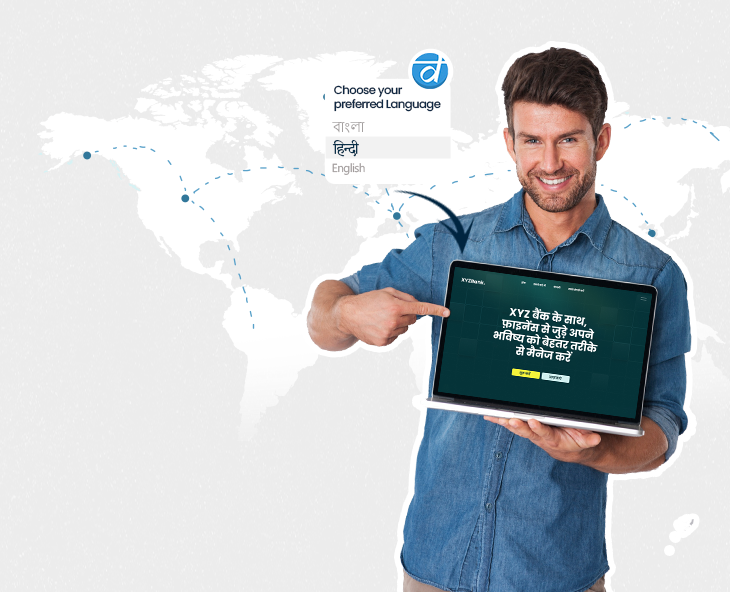 Choose your
preferred Language
বাংলা
हिन्दी
English
XYZBank.
XYZ बैंक के साथ,
फ़ाइनेंस से जुड़े अपने
भविष्य को बेहतर तरीके
से मैनेज करें